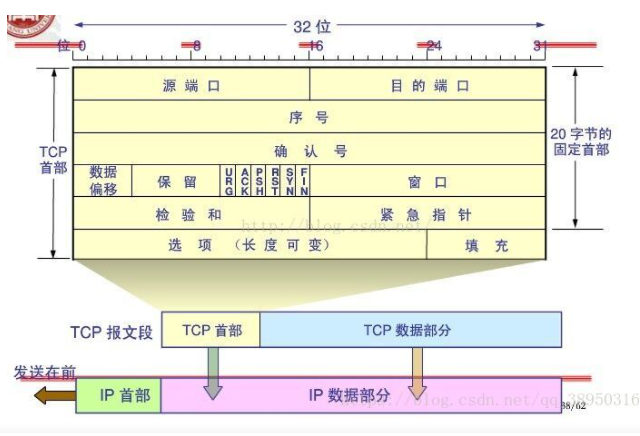 32 位
位 0 8 16 24 31
源端口 目的端口
序号
TCP 首部
确认号
20 字节的固定首部
数据偏移 保留 URG ACK PSH RST SYN FIN 窗口
检验和 紧急指针
http://blog.csdn.net/
选项 (长度可变) 填充
TCP 报文段 TCP 首部 TCP 数据部分
发送在前
IP 首部 IP 数据部分
https://blog.csdn.net/qq_38950316
38/62